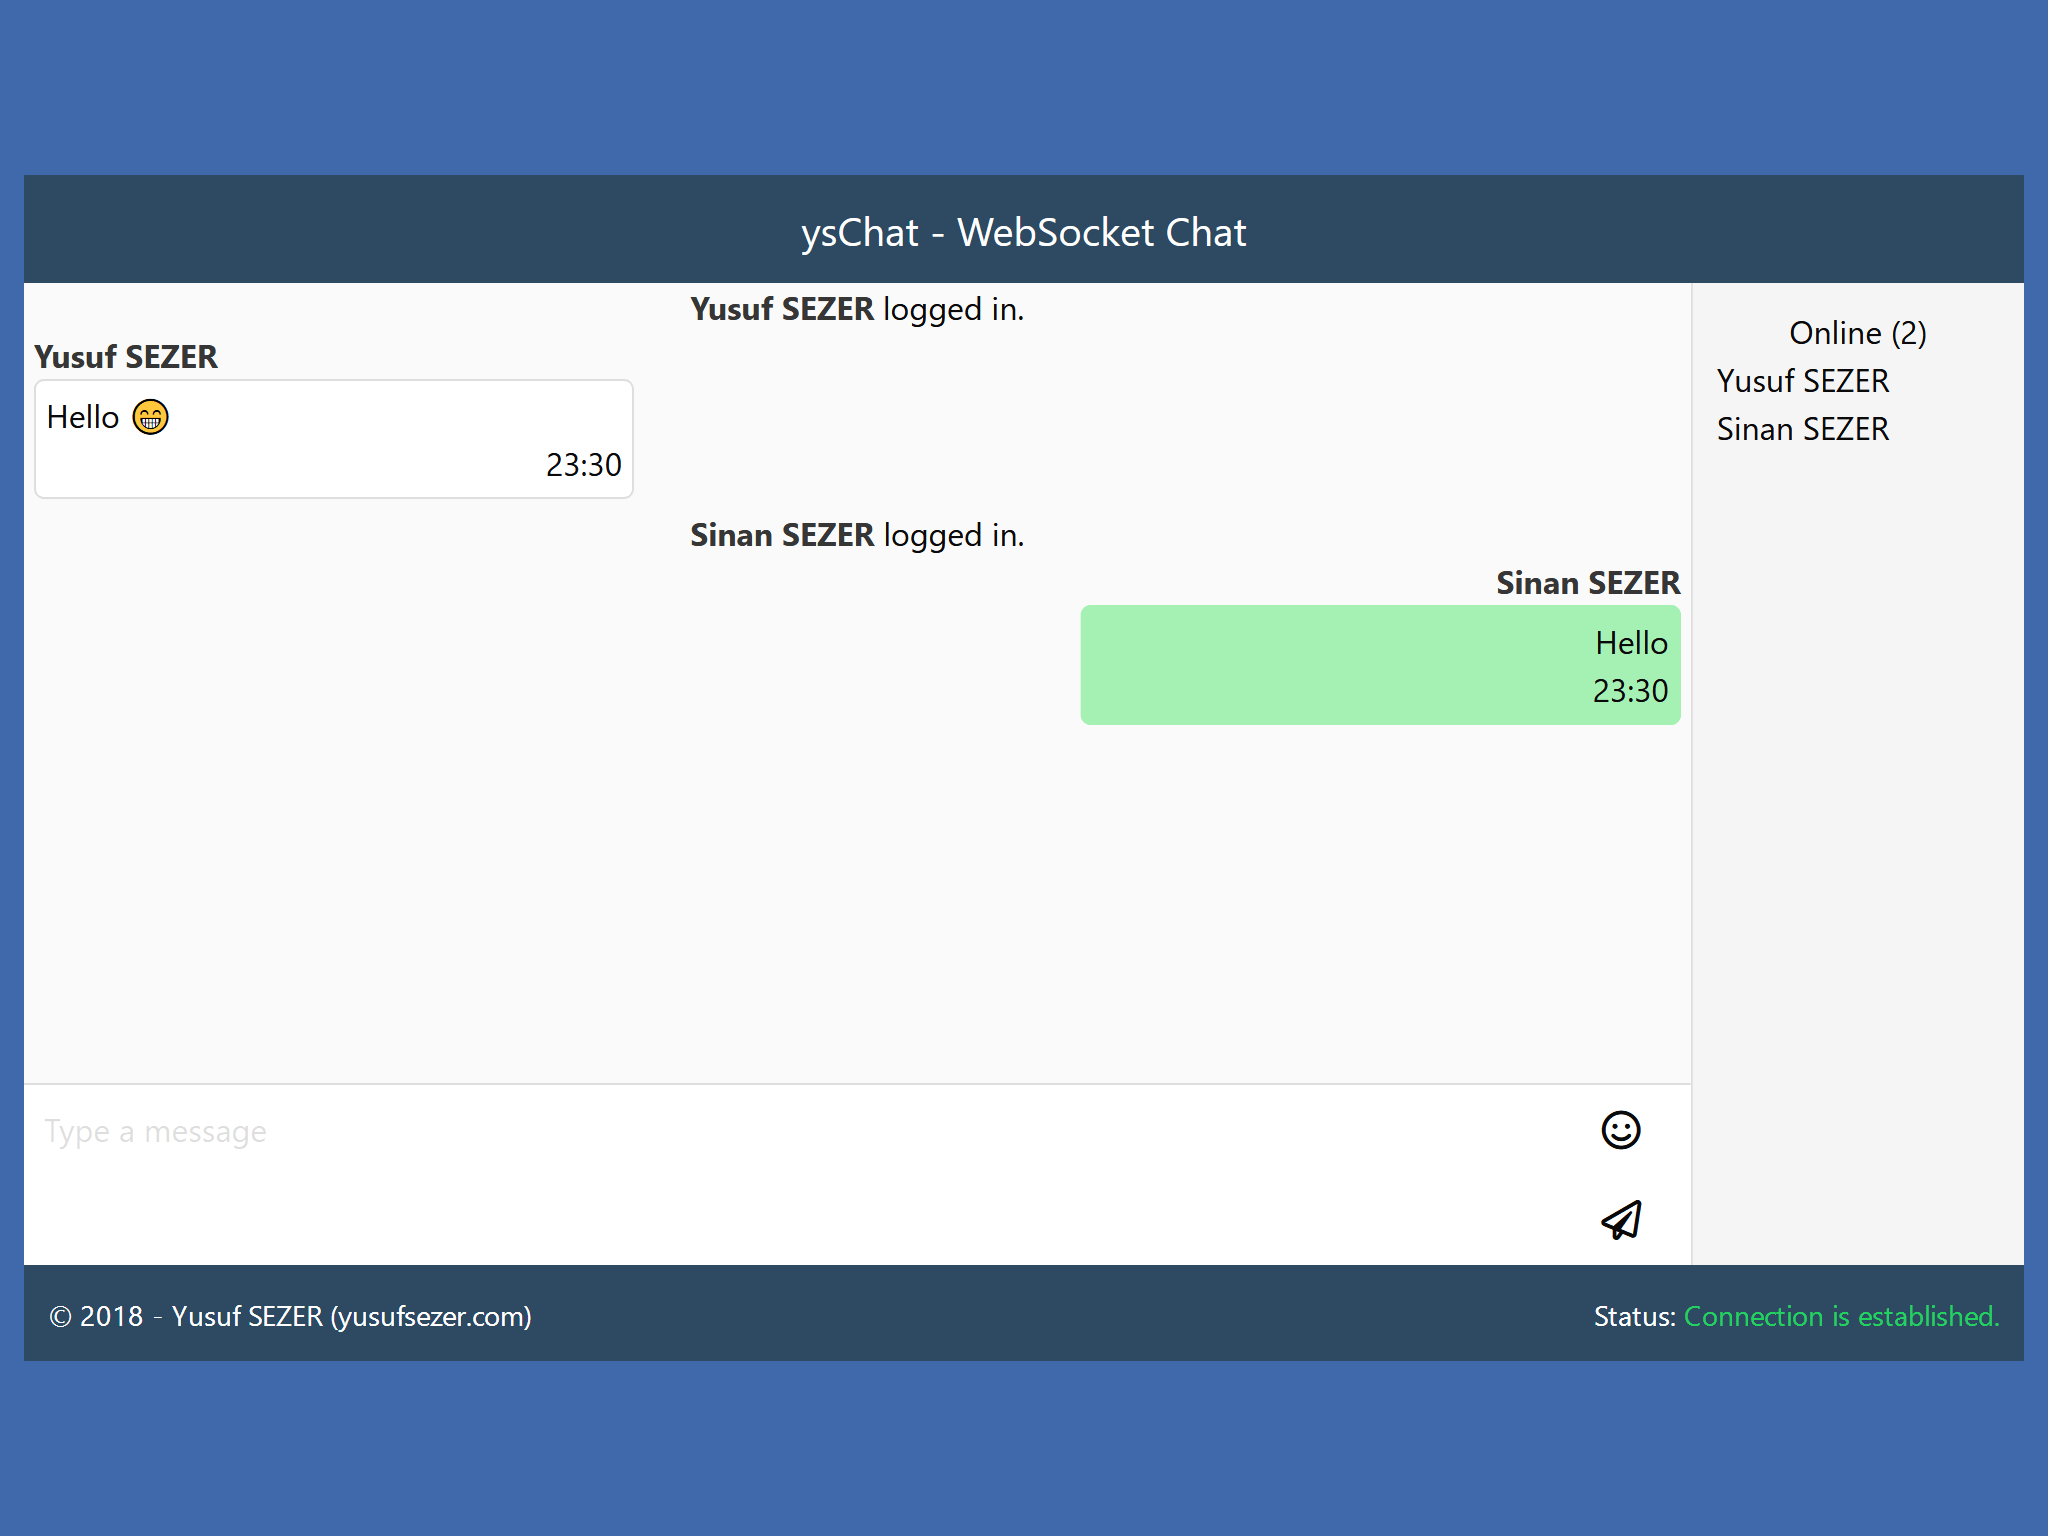 ysChat - WebSocket Chat
Yusuf SEZER logged in.
Yusuf SEZER
Hello 😁
23:30
Sinan SEZER logged in.
Sinan SEZER
Hello
23:30
Online (2)
Yusuf SEZER
Sinan SEZER
Type a message
© 2018 - Yusuf SEZER (yusufsezer.com)
Status: Connection is established.